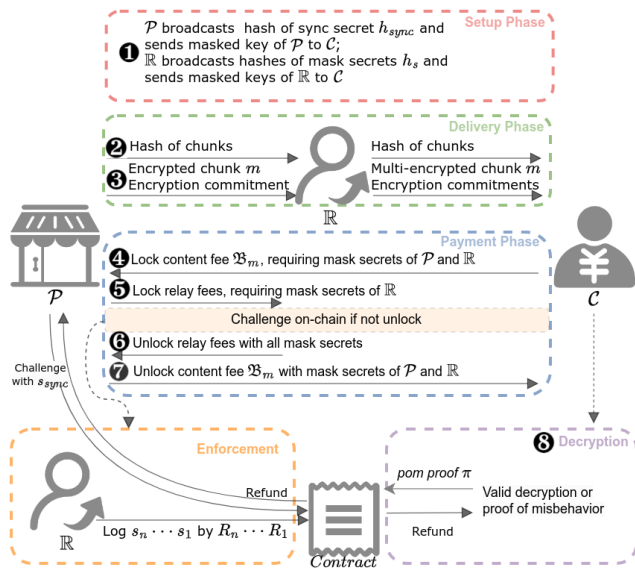 Setup Phase
❶
𝒫 broadcasts hash of sync secret h_sync and
sends masked key of 𝒫 to 𝒞;
ℝ broadcasts hashes of mask secrets h_s and
sends masked keys of ℝ to 𝒞
Delivery Phase
❷ Hash of chunks
Hash of chunks
❸ Encrypted chunk m
Encryption commitment
Multi-encrypted chunk m
Encryption commitments
ℝ
Payment Phase
❹ Lock content fee 𝔅_m, requiring mask secrets of 𝒫 and ℝ
𝒫
𝒞
❺ Lock relay fees, requiring mask secrets of ℝ
Challenge on-chain if not unlock
❻ Unlock relay fees with all mask secrets
❼ Unlock content fee 𝔅_m with mask secrets of 𝒫 and ℝ
Challenge
with s_sync
Enforcement
❽ Decryption
Refund
pom proof π
Valid decryption or
proof of misbehavior
Log s_n ⋯ s_1 by R_n ⋯ R_1
Refund
ℝ
Contract